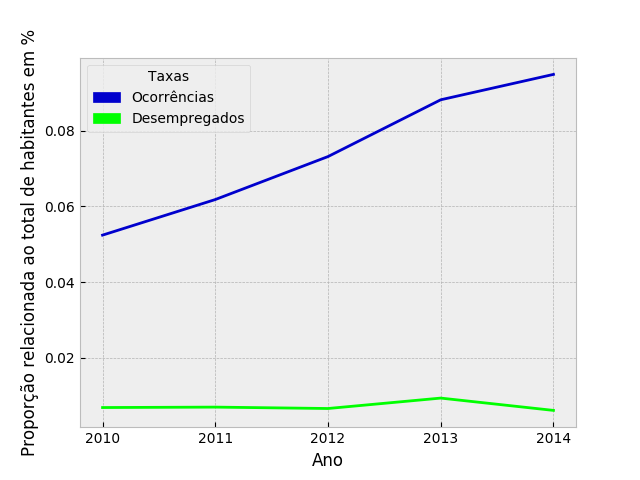 Proporção relacionada ao total de habitantes em %
Taxas
Ocorrências
Desempregados
0.08
0.06
0.04
0.02
2010 2011 2012 2013 2014
Ano